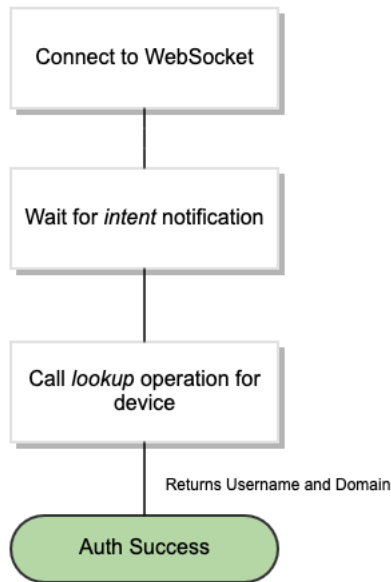 Connect to WebSocket
Wait for intent notification
Call lookup operation for
device
Returns Username and Domain
Auth Success